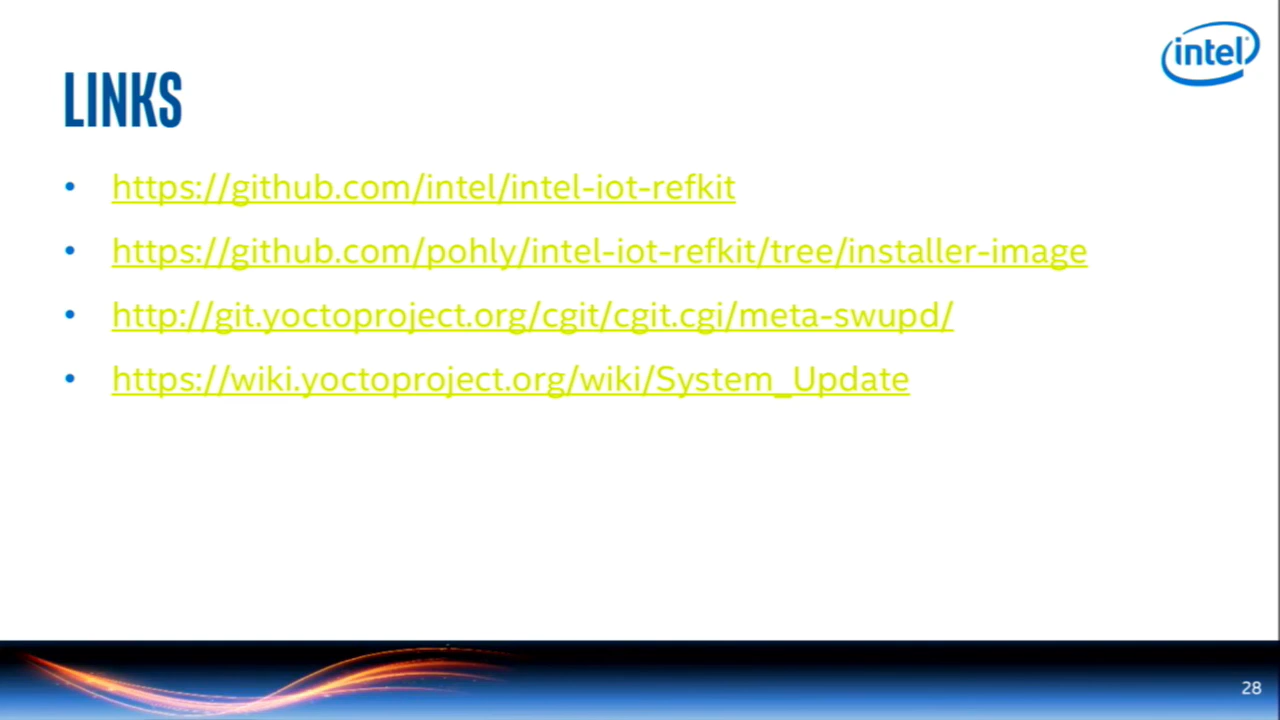 intel
LINKS
• https://github.com/intel/intel-iot-refkit
• https://github.com/pohly/intel-iot-refkit/tree/installer-image
• http://git.yoctoproject.org/cgit/cgit.cgi/meta-swupd/
• https://wiki.yoctoproject.org/wiki/System_Update
28